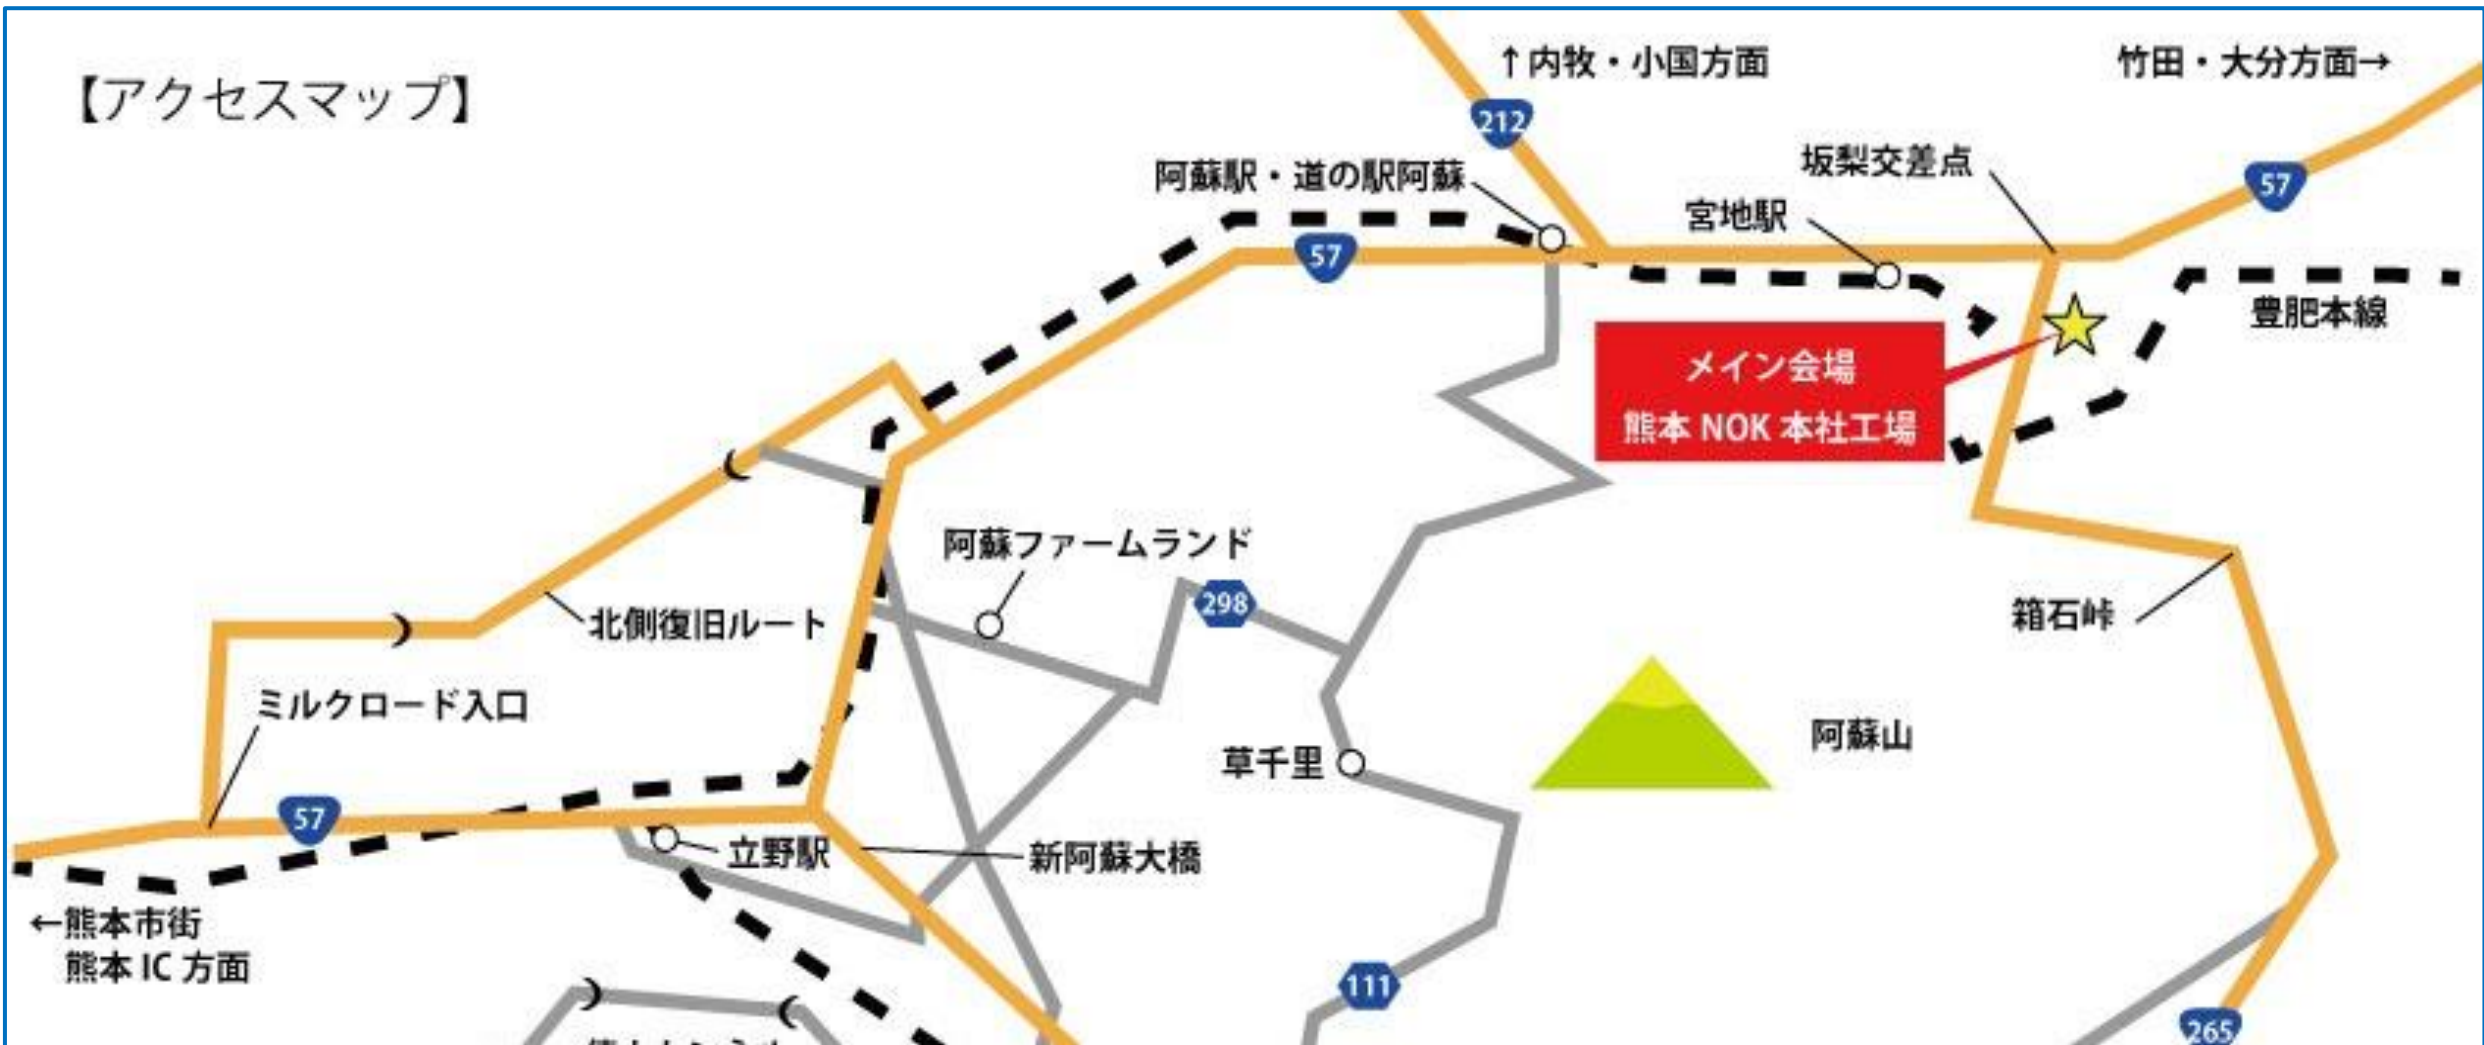 【アクセスマップ】
↑内牧・小国方面
竹田・大分方面→
212
阿蘇駅・道の駅阿蘇
坂梨交差点
宮地駅
57
57
豊肥本線
メイン会場
熊本 NOK 本社工場
阿蘇ファームランド
298
北側復旧ルート
箱石峠
ミルクロード入口
阿蘇山
草千里
57
立野駅
新阿蘇大橋
←熊本市街
熊本 IC 方面
111
265